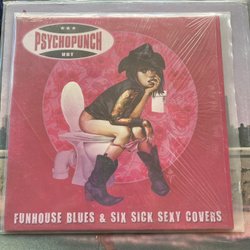 PSYCHOPUNCH
FUNHOUSE BLUES & SIX SICK SEXY COVERS